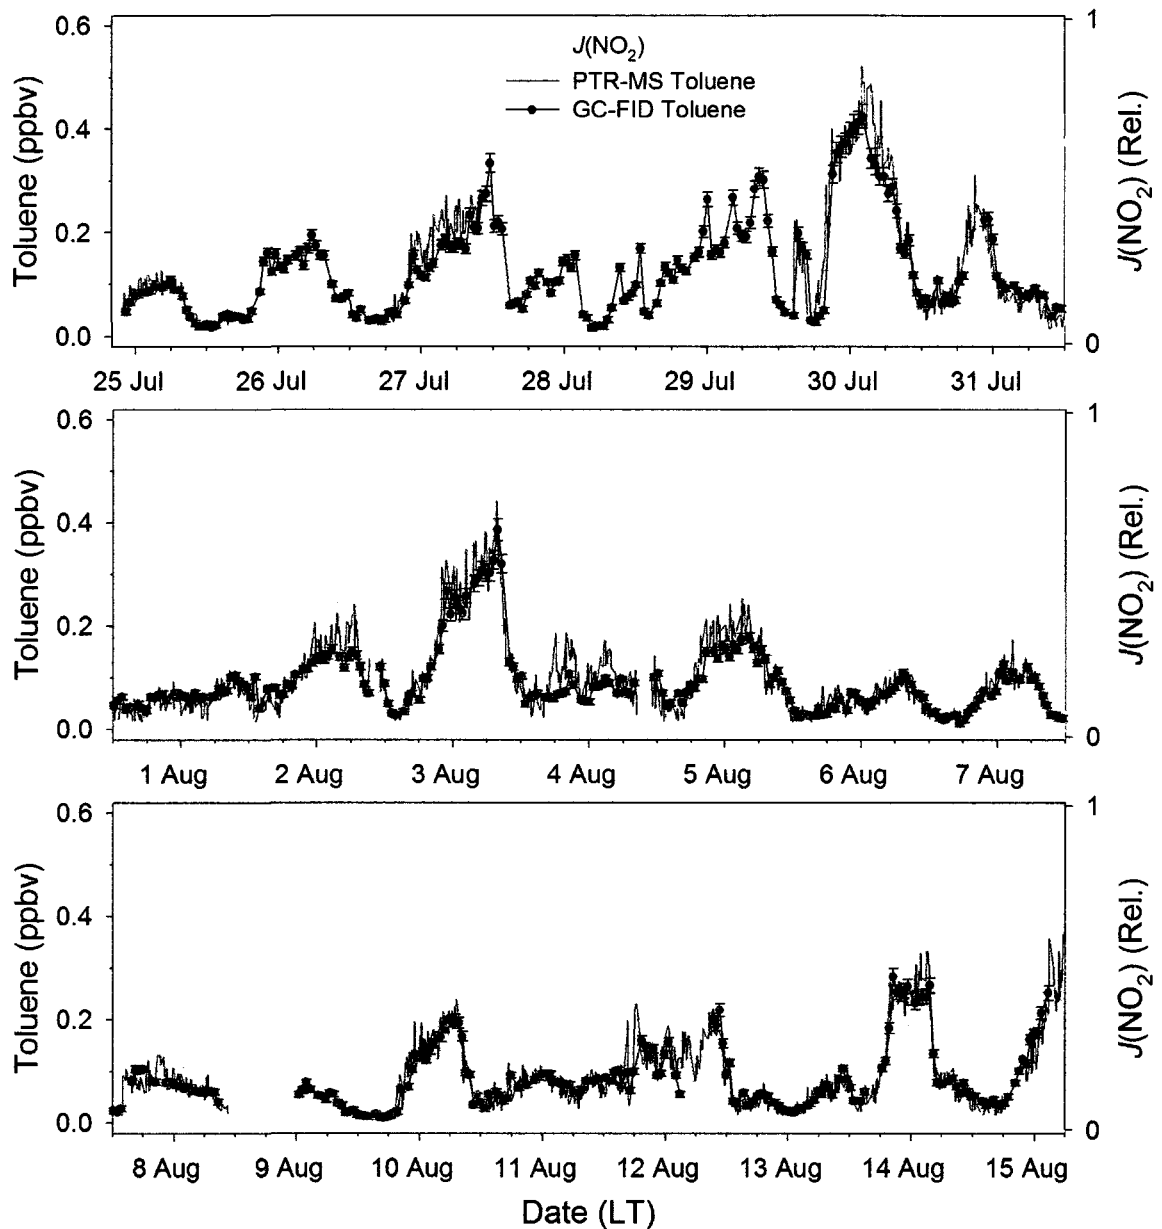 0.6
0.4
0.2
0.0
Toluene (ppbv)
J(NO2)
PTR-MS Toluene
GC-FID Toluene
1
0
J(NO2) (Rel.)
25 Jul 26 Jul 27 Jul 28 Jul 29 Jul 30 Jul 31 Jul
0.6
0.4
0.2
0.0
Toluene (ppbv)
1
0
J(NO2) (Rel.)
1 Aug 2 Aug 3 Aug 4 Aug 5 Aug 6 Aug 7 Aug
0.6
0.4
0.2
0.0
Toluene (ppbv)
1
0
J(NO2) (Rel.)
8 Aug 9 Aug 10 Aug 11 Aug 12 Aug 13 Aug 14 Aug 15 Aug
Date (LT)